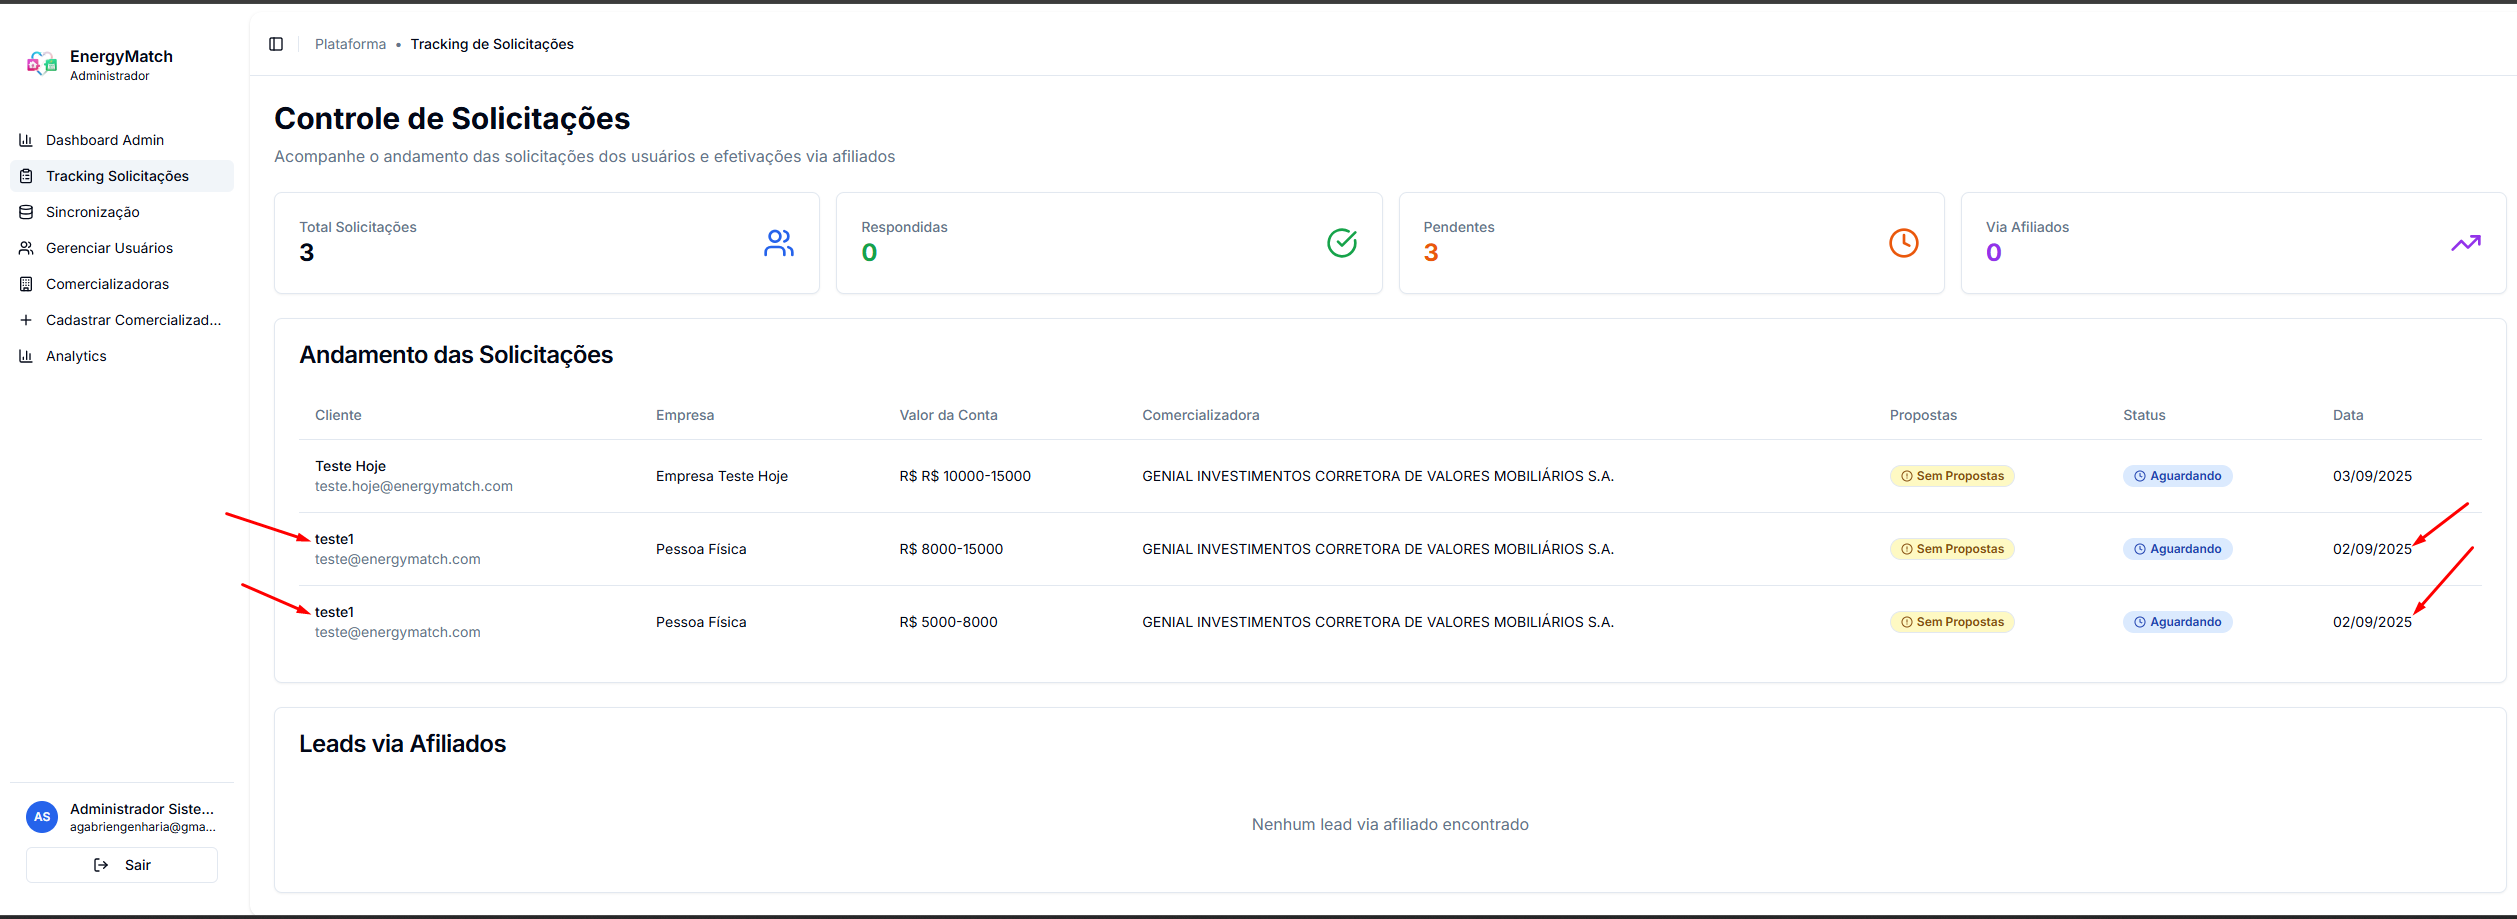 EnergyMatch
Administrador
Dashboard Admin
Tracking Solicitações
Sincronização
Gerenciar Usuários
Comercializadoras
Cadastrar Comercializad...
Analytics
AS
Administrador Siste...
agabriengenharia@gma...
Sair
Plataforma • Tracking de Solicitações
Controle de Solicitações
Acompanhe o andamento das solicitações dos usuários e efetivações via afiliados
Total Solicitações
3
Respondidas
0
Pendentes
3
Via Afiliados
0
Andamento das Solicitações
Cliente Empresa Valor da Conta Comercializadora Propostas Status Data
Teste Hoje
teste.hoje@energymatch.com
Empresa Teste Hoje R$ R$ 10000-15000 GENIAL INVESTIMENTOS CORRETORA DE VALORES MOBILIÁRIOS S.A. Sem Propostas Aguardando 03/09/2025
teste1
teste@energymatch.com
Pessoa Física R$ 8000-15000 GENIAL INVESTIMENTOS CORRETORA DE VALORES MOBILIÁRIOS S.A. Sem Propostas Aguardando 02/09/2025
teste1
teste@energymatch.com
Pessoa Física R$ 5000-8000 GENIAL INVESTIMENTOS CORRETORA DE VALORES MOBILIÁRIOS S.A. Sem Propostas Aguardando 02/09/2025
Leads via Afiliados
Nenhum lead via afiliado encontrado